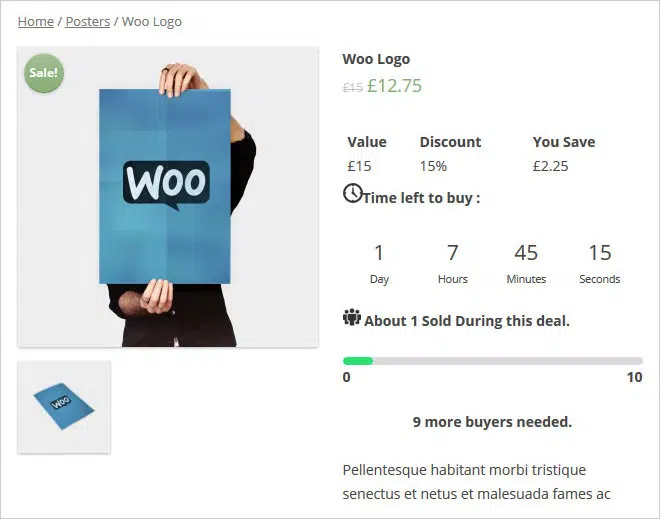 Home / Posters / Woo Logo
Sale!
WOO
WOO
Woo Logo
£15 £12.75
Value Discount You Save
£15 15% £2.25
Time left to buy :
1 7 45 15
Day Hours Minutes Seconds
About 1 Sold During this deal.
0 10
9 more buyers needed.
Pellentesque habitant morbi tristique
senectus et netus et malesuada fames ac